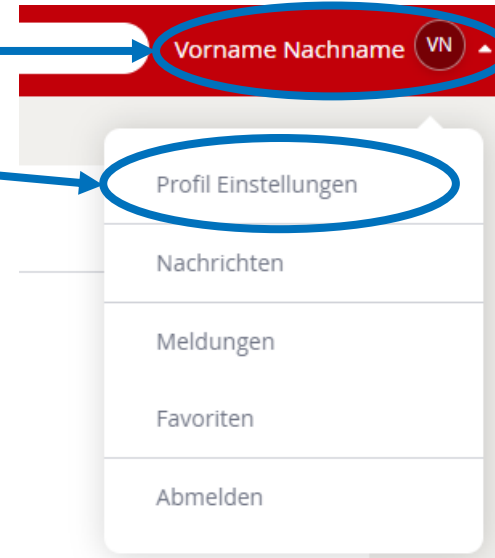 Vorname Nachname VN
Profil Einstellungen
Nachrichten
Meldungen
Favoriten
Abmelden